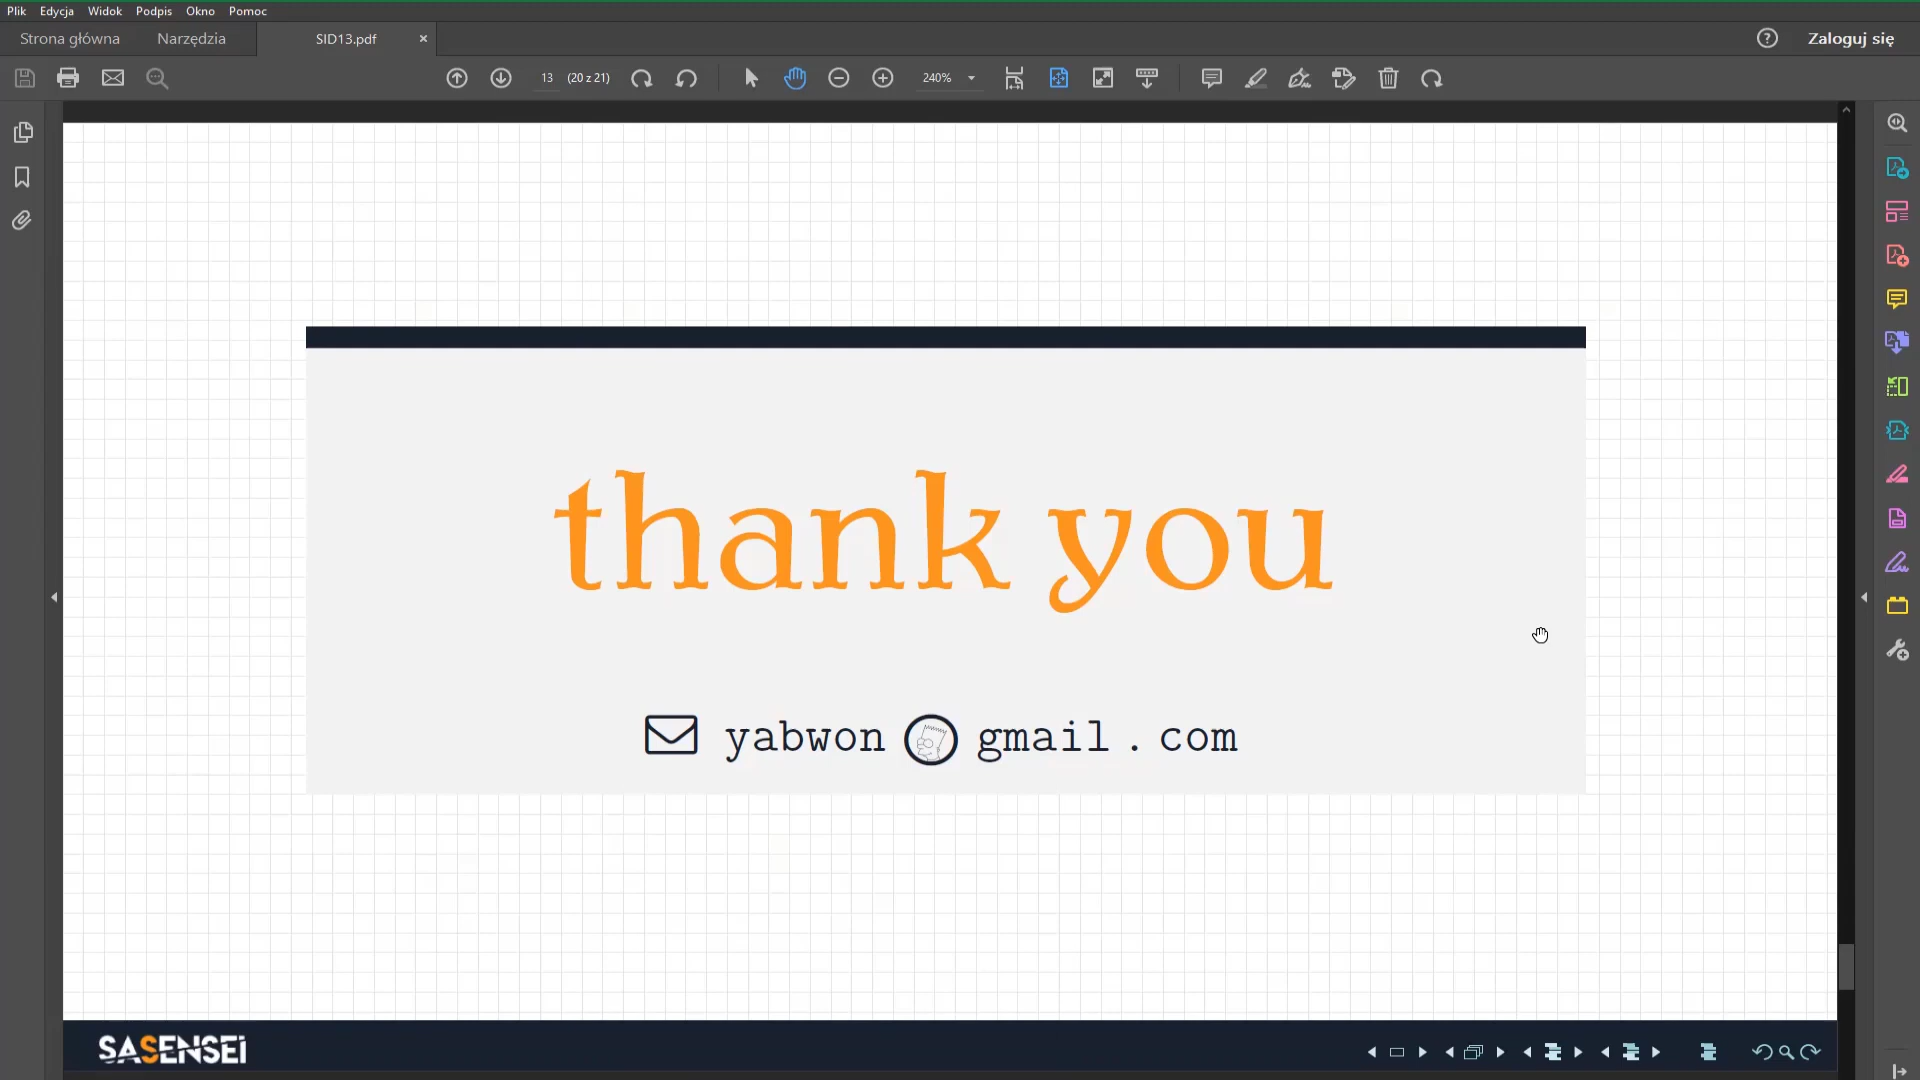 Plik Edycja Widok Podpis Okno Pomoc
Strona główna Narzędzia SID13.pdf × Zaloguj się
13 (20 z 21) 240%
thank you
yabwon @ gmail . com
SASENSEI